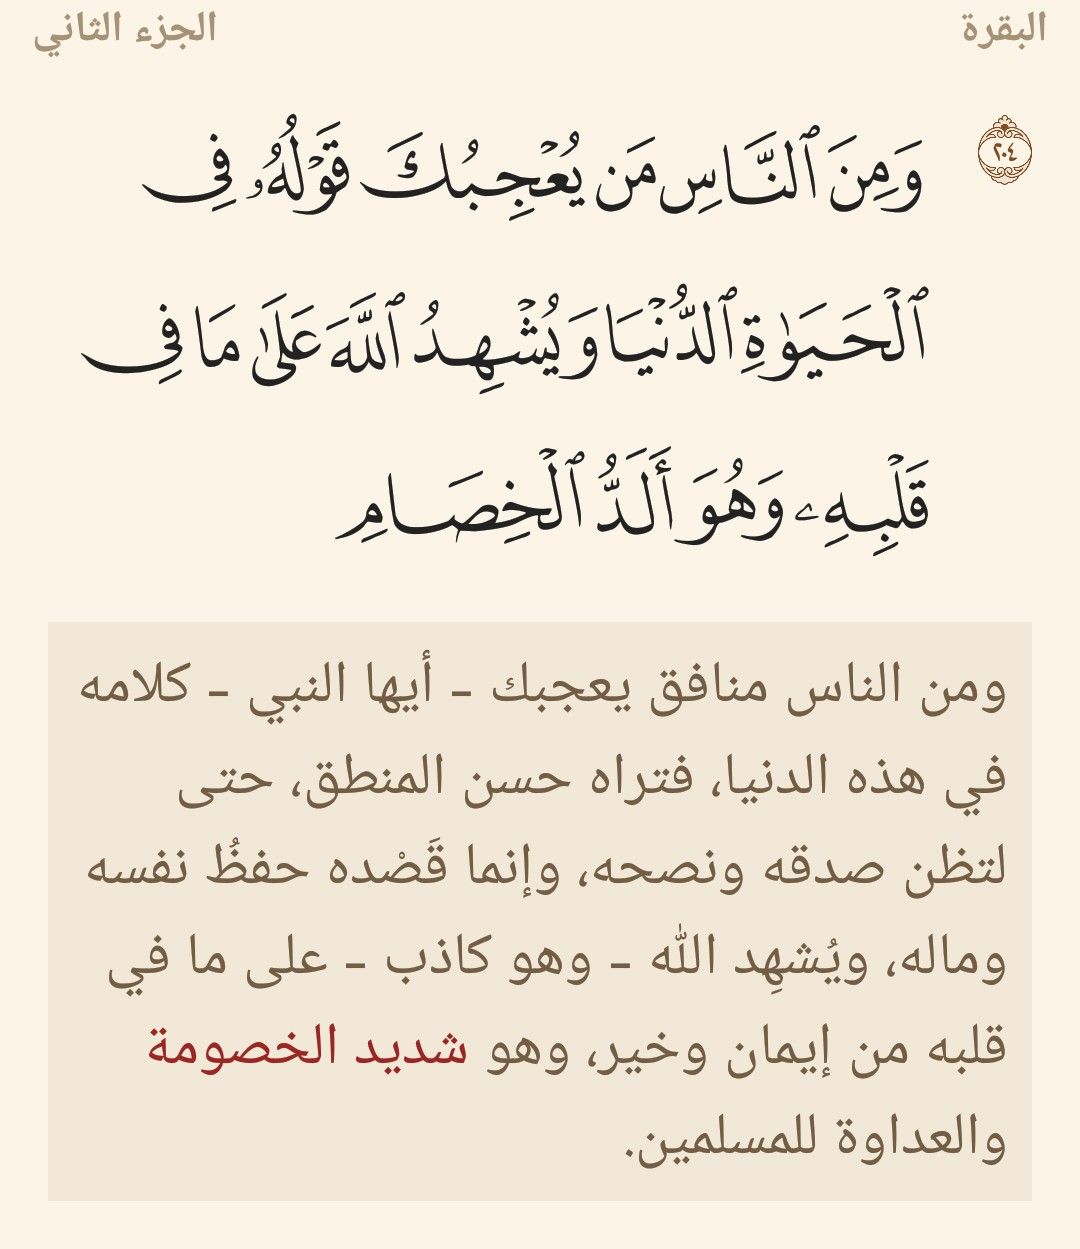 البقرة
الجزء الثاني
٢٠٤
وَمِنَ ٱلنَّاسِ مَن يُعۡجِبُكَ قَوۡلُهُۥ فِي
ٱلۡحَيَوٰةِ ٱلدُّنۡيَا وَيُشۡهِدُ ٱللَّهَ عَلَىٰ مَا فِي
قَلۡبِهِۦ وَهُوَ أَلَدُّ ٱلۡخِصَامِ
ومن الناس منافق يعجبك - أيها النبي - كلامه
في هذه الدنيا، فتراه حسن المنطق، حتى
لتظن صدقه ونصحه، وإنما قَصْده حفظُ نفسه
وماله، ويُشهِد الله - وهو كاذب - على ما في
قلبه من إيمان وخير، وهو شديد الخصومة
والعداوة للمسلمين.